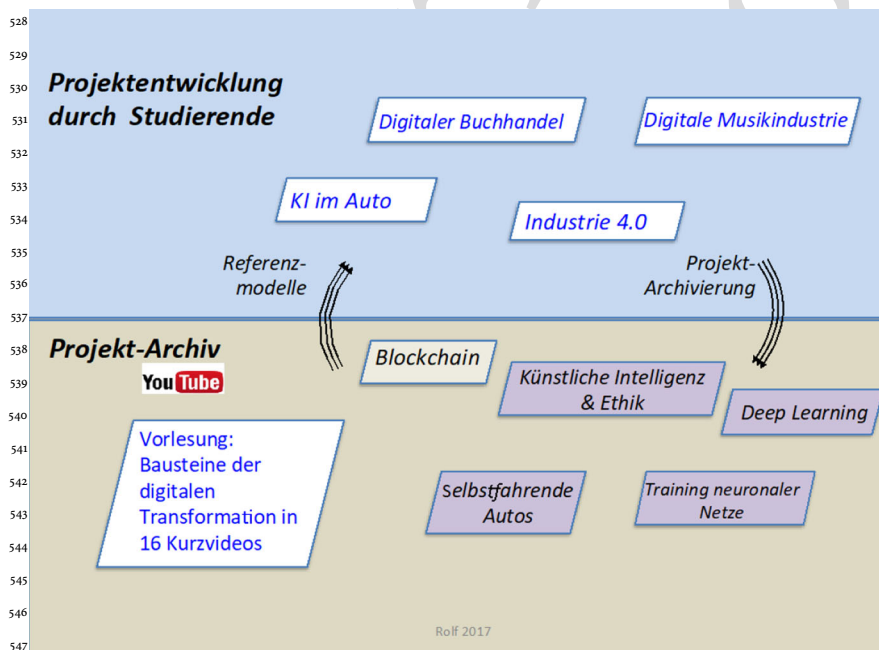 528
529
530
531
532
533
534
535
536
537
538
539
540
541
542
543
544
545
546
547
Projektentwicklung
durch Studierende
Digitaler Buchhandel
Digitale Musikindustrie
KI im Auto
Industrie 4.0
Referenz-
modelle
Projekt-
Archivierung
Projekt-Archiv
YouTube
Blockchain
Künstliche Intelligenz
& Ethik
Deep Learning
Vorlesung:
Bausteine der
digitalen
Transformation in
16 Kurzvideos
Selbstfahrende
Autos
Training neuronaler
Netze
Rolf 2017